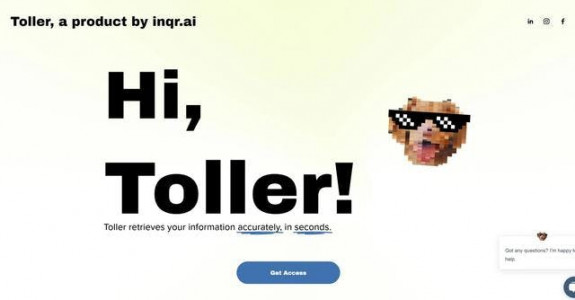 Toller, a product by inqr.ai
Hi,
Toller!
Toller retrieves your information accurately, in seconds.
Get Access
Got any questions? I'm happy to
help.